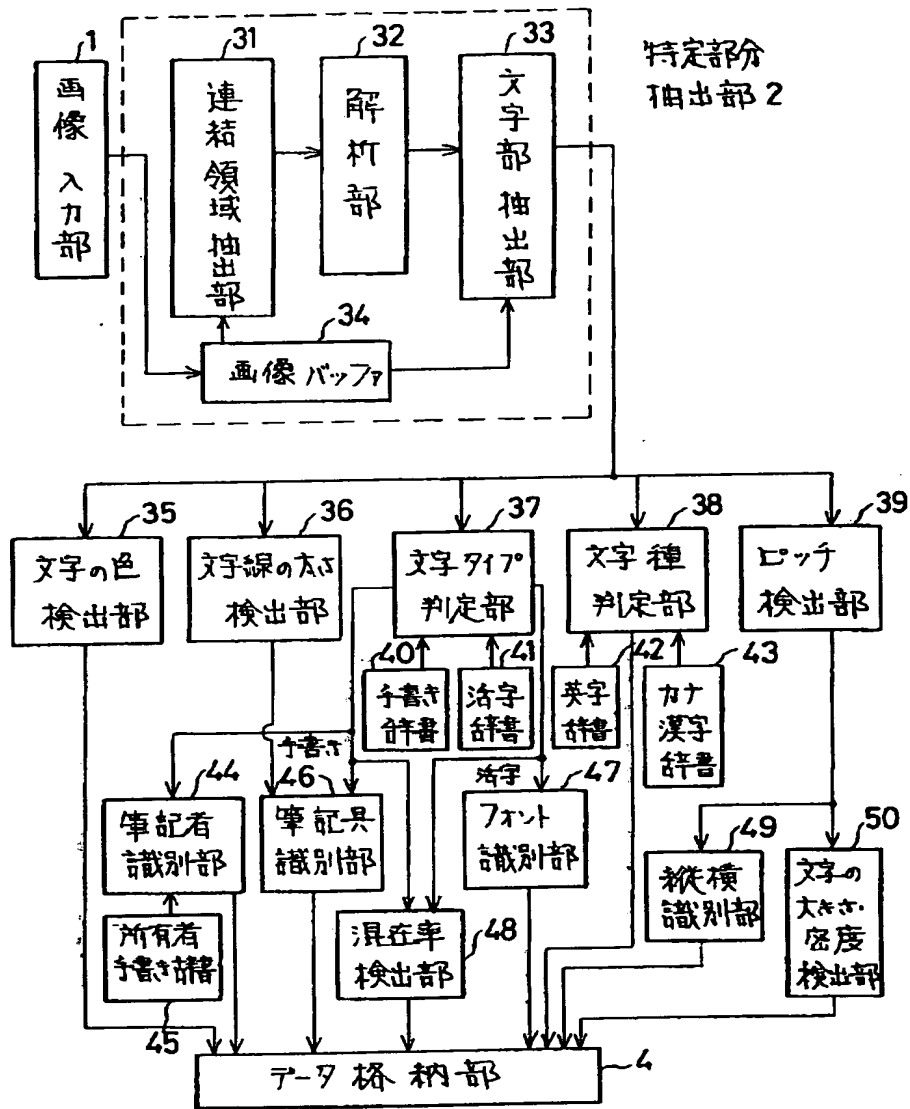 1
画像入力部
31
連結領域抽出部
32
解析部
33
文字部抽出部
特定部分
抽出部2
34
画像バッファ
35
文字の色
検出部
36
文字線の太さ
検出部
37
文字タイプ
判定部
38
文字種
判定部
39
ピッチ
検出部
40
手書き
辞書
41
活字
辞書
42
英字
辞書
43
カナ
漢字
辞書
手書き
活字
44
筆記者
識別部
45
所有者
手書き辞書
46
筆記具
識別部
47
フォント
識別部
48
混在率
検出部
49
縦横
識別部
50
文字の
大きさ・
密度
検出部
データ格納部
4